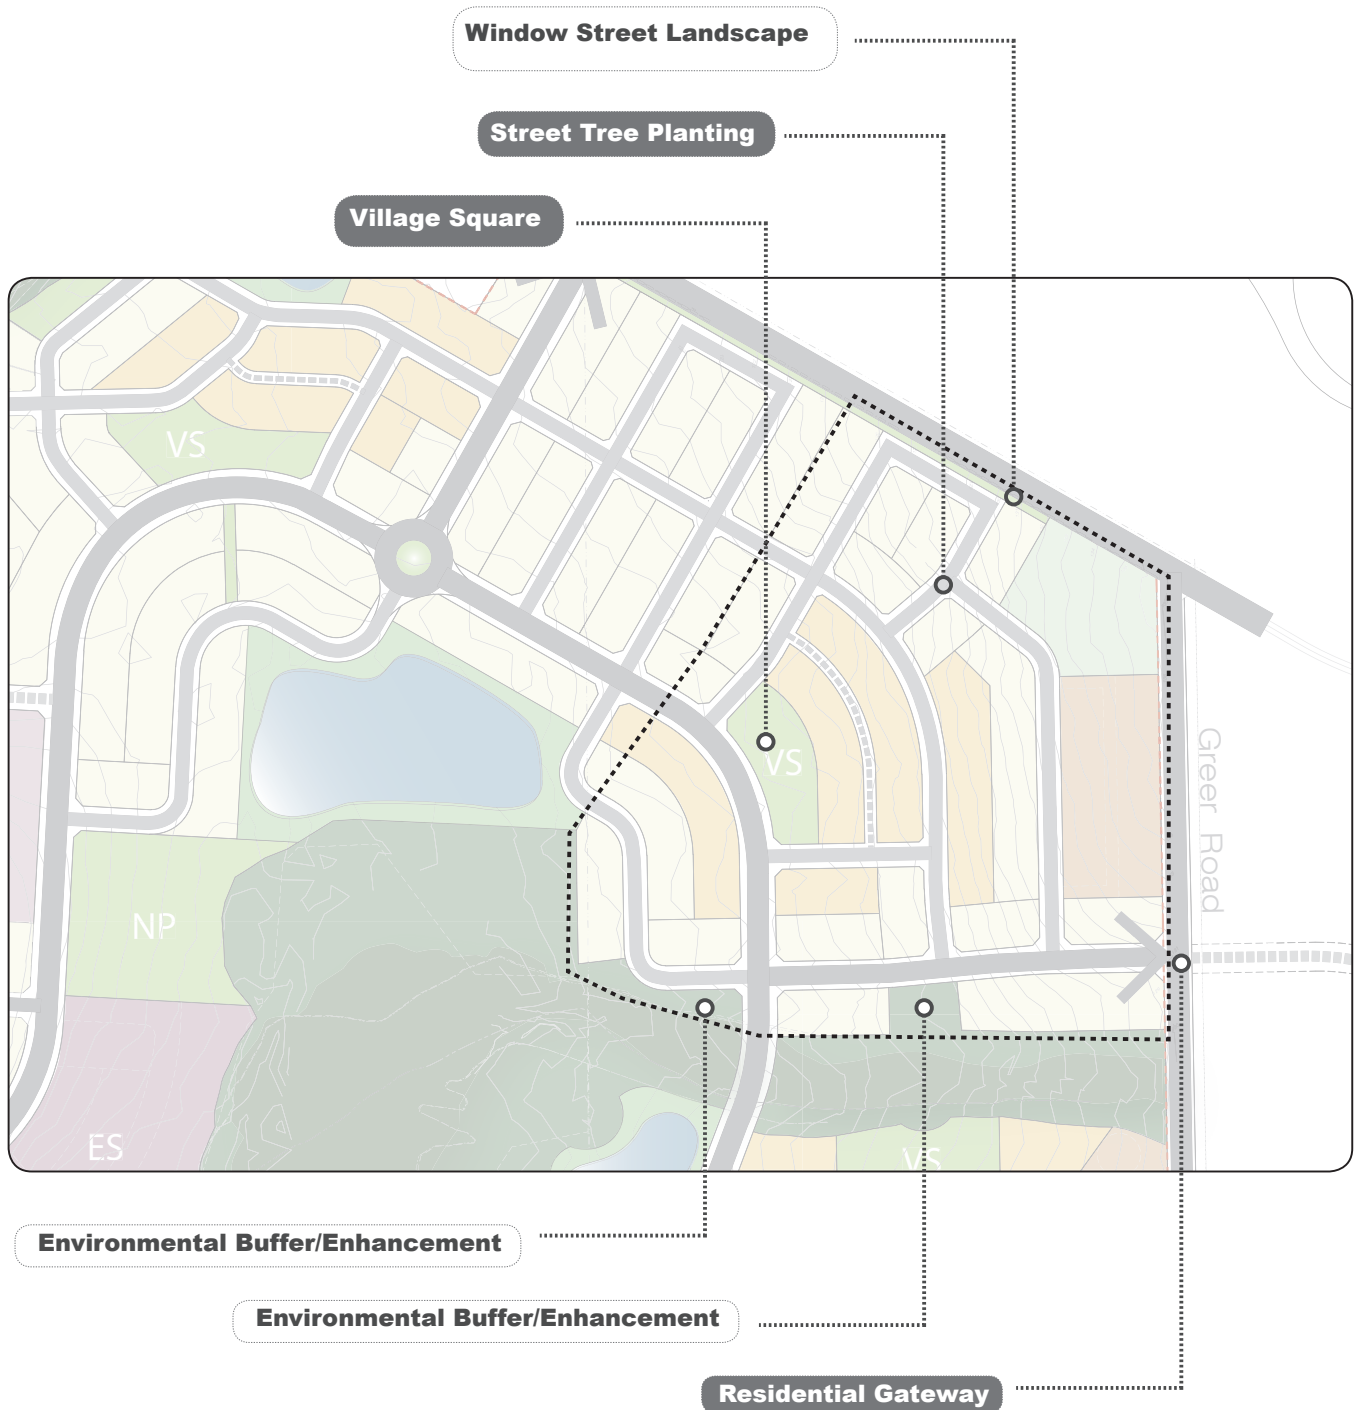 Window Street Landscape
Street Tree Planting
Village Square
VS
VS
Greer Road
NP
ES
VS
Environmental Buffer/Enhancement
Environmental Buffer/Enhancement
Residential Gateway